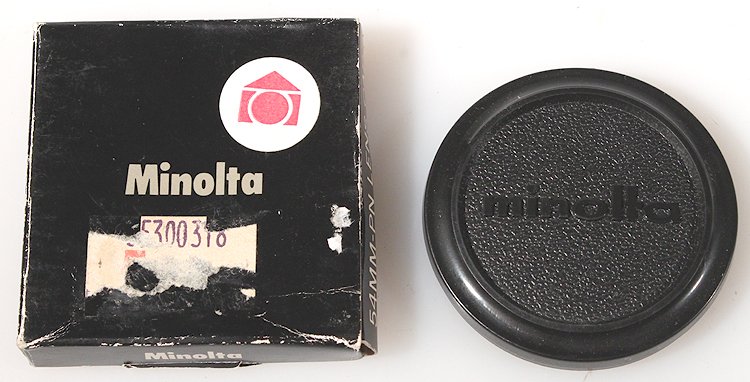 Minolta
5300318
Minolta
54MM-PN LENS
minolta